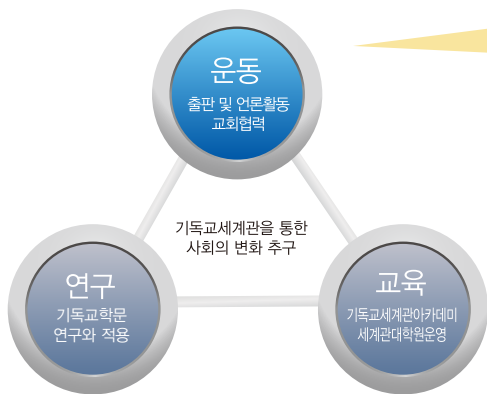 운동
출판 및 언론활동
교회협력
기독교세계관을 통한
사회의 변화 추구
연구
기독교학문
연구와 적용
교육
기독교세계관아카데미
세계관대학원운영